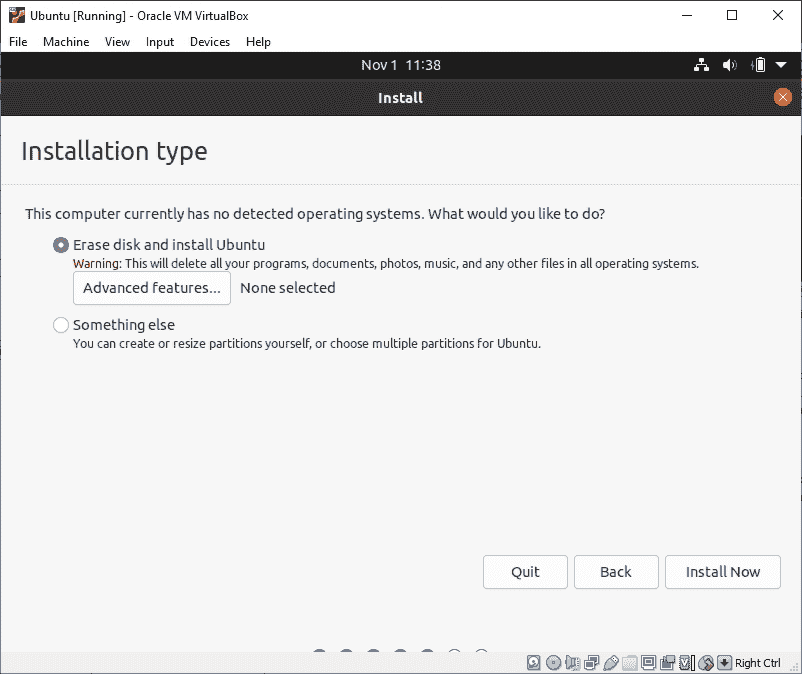 Ubuntu [Running] - Oracle VM VirtualBox
File Machine View Input Devices Help
Nov 1 11:38
Install
Installation type
This computer currently has no detected operating systems. What would you like to do?
Erase disk and install Ubuntu
Warning: This will delete all your programs, documents, photos, music, and any other files in all operating systems.
Advanced features... None selected
Something else
You can create or resize partitions yourself, or choose multiple partitions for Ubuntu.
Quit Back Install Now
Right Ctrl